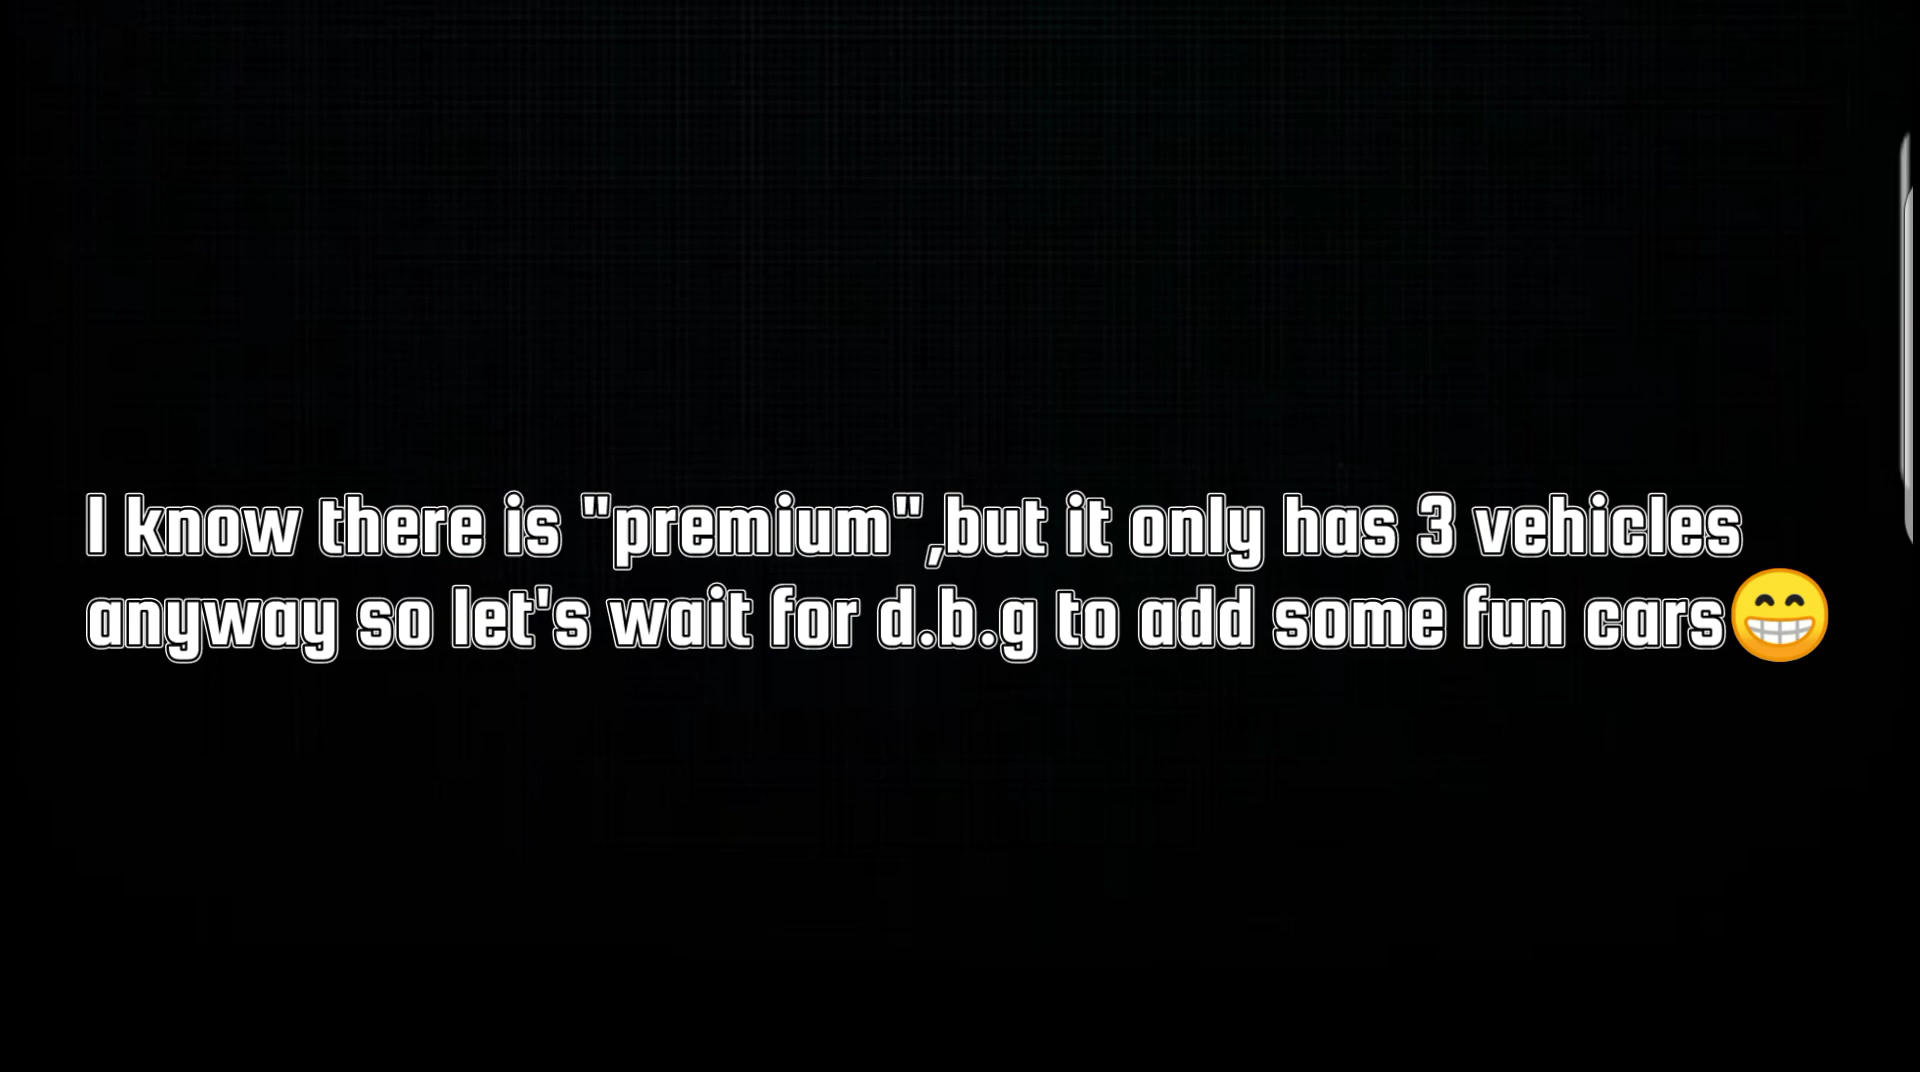 I know there is "premium",but it only has 3 vehicles
anyway so let's wait for d.b.g to add some fun cars😁